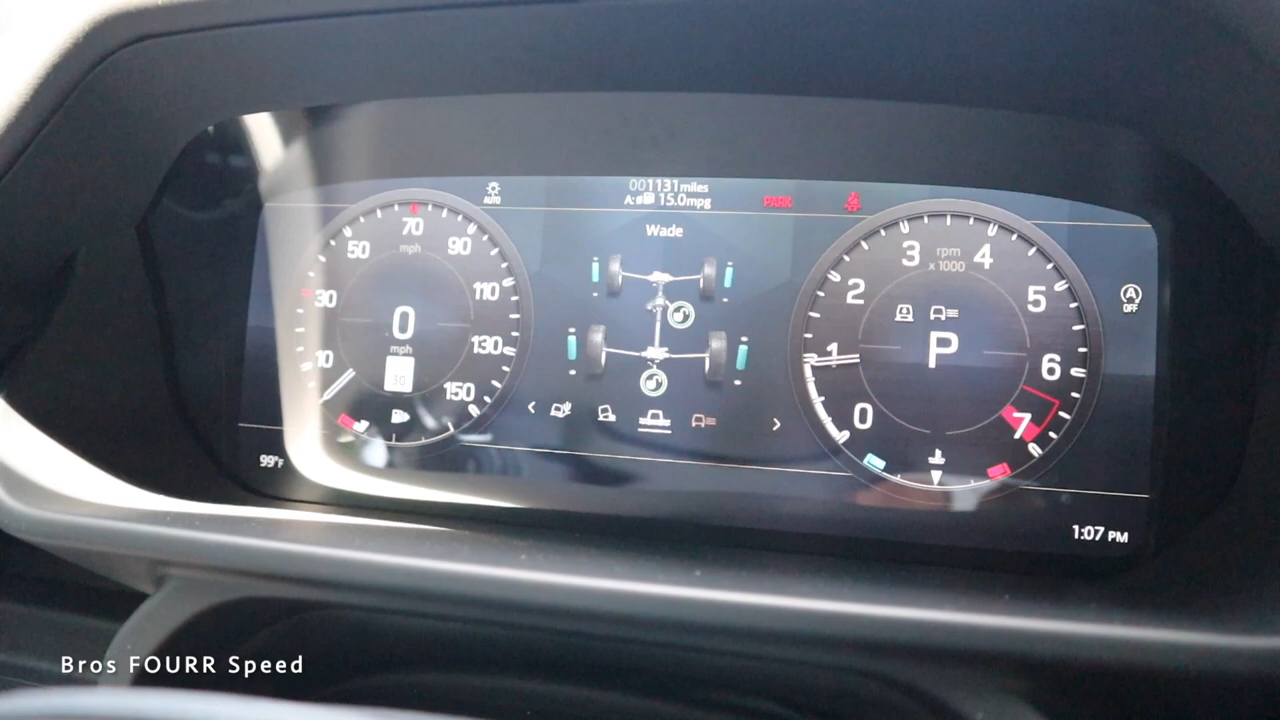 001131 miles
A: 15.0mpg
AUTO
PARK
Wade
10
30
50
70
90
110
130
150
mph
0
mph
30
0
1
2
3
4
5
6
7
rpm
x 1000
P
A
OFF
99°F
1:07 PM
Bros FOURR Speed